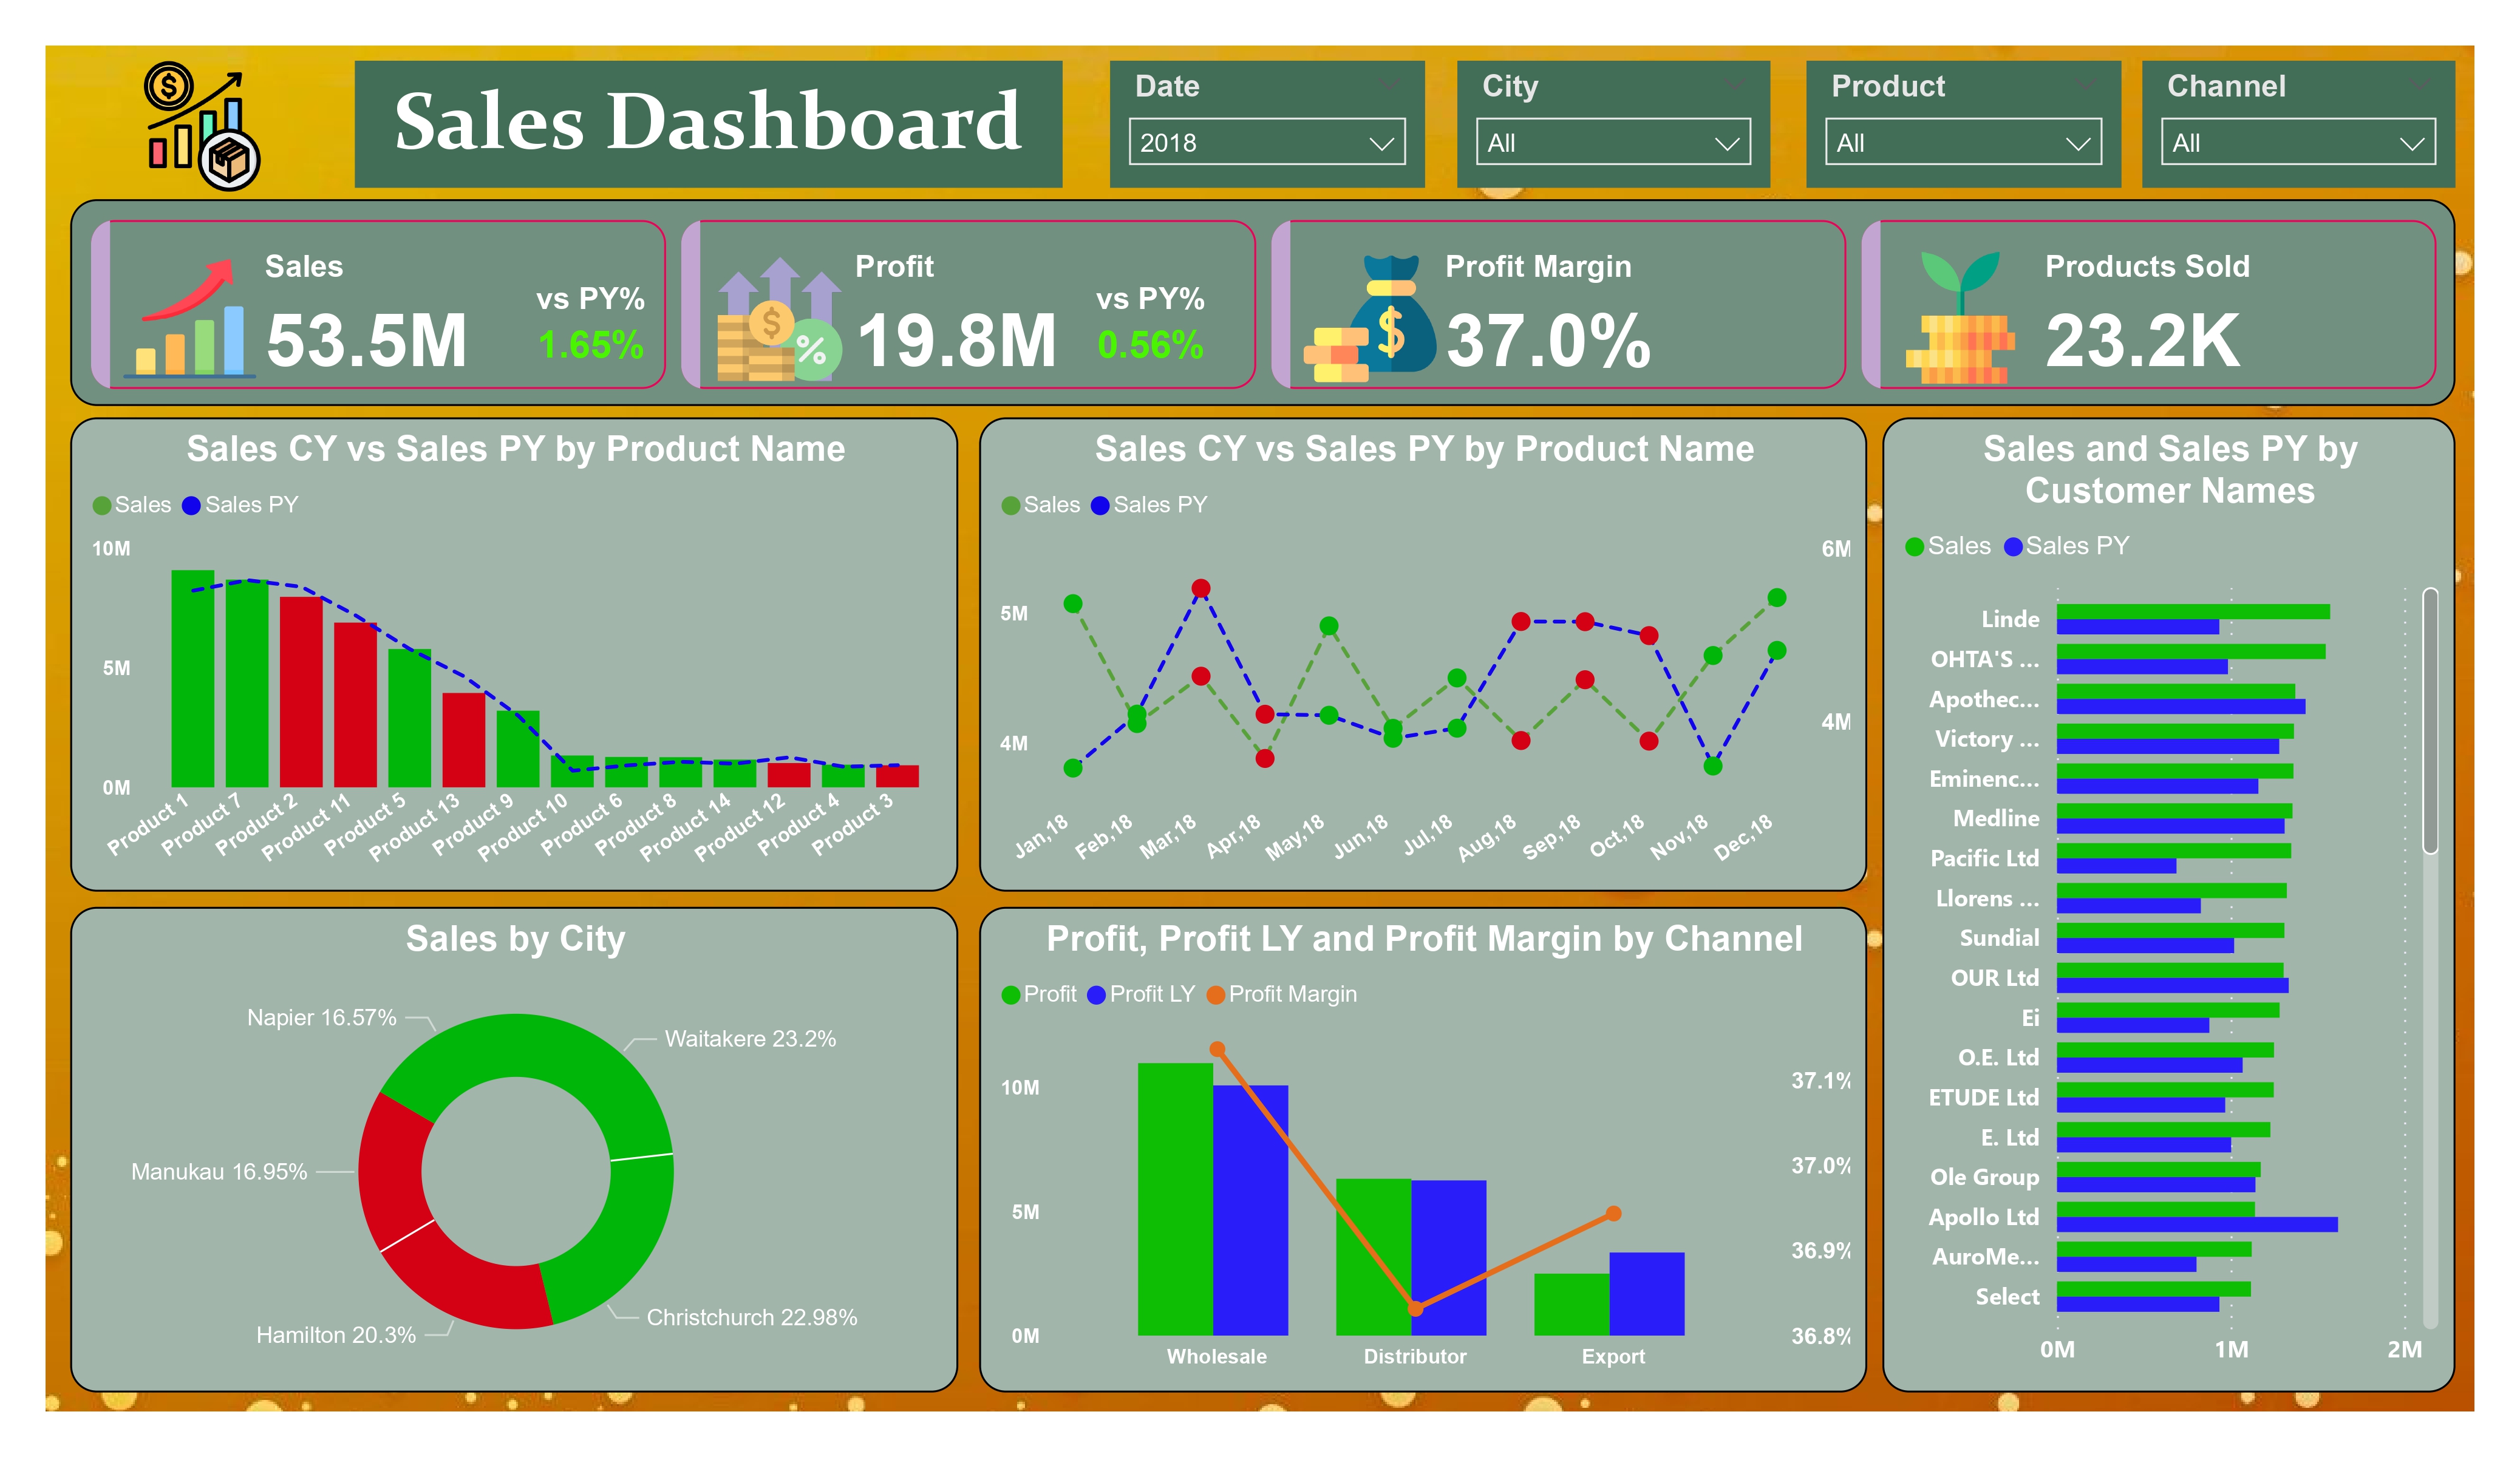 Sales Dashboard
Date
2018
City
All
Product
All
Channel
All
Sales
53.5M
vs PY%
1.65%
Profit
19.8M
vs PY%
0.56%
Profit Margin
37.0%
Products Sold
23.2K
Sales CY vs Sales PY by Product Name
Sales
Sales PY
10M
5M
0M
Product 1
Product 7
Product 2
Product 11
Product 5
Product 13
Product 9
Product 10
Product 6
Product 8
Product 14
Product 12
Product 4
Product 3
Sales CY vs Sales PY by Product Name
Sales
Sales PY
5M
4M
6M
4M
Jan,18
Feb,18
Mar,18
Apr,18
May,18
Jun,18
Jul,18
Aug,18
Sep,18
Oct,18
Nov,18
Dec,18
Sales and Sales PY by
Customer Names
Sales
Sales PY
Linde
OHTA'S ...
Apothec...
Victory ...
Eminenc...
Medline
Pacific Ltd
Llorens ...
Sundial
OUR Ltd
Ei
O.E. Ltd
ETUDE Ltd
E. Ltd
Ole Group
Apollo Ltd
AuroMe...
Select
0M
1M
2M
Sales by City
Napier 16.57%
Waitakere 23.2%
Manukau 16.95%
Hamilton 20.3%
Christchurch 22.98%
Profit, Profit LY and Profit Margin by Channel
Profit
Profit LY
Profit Margin
10M
5M
0M
37.1%
37.0%
36.9%
36.8%
Wholesale
Distributor
Export
$
$
%
$